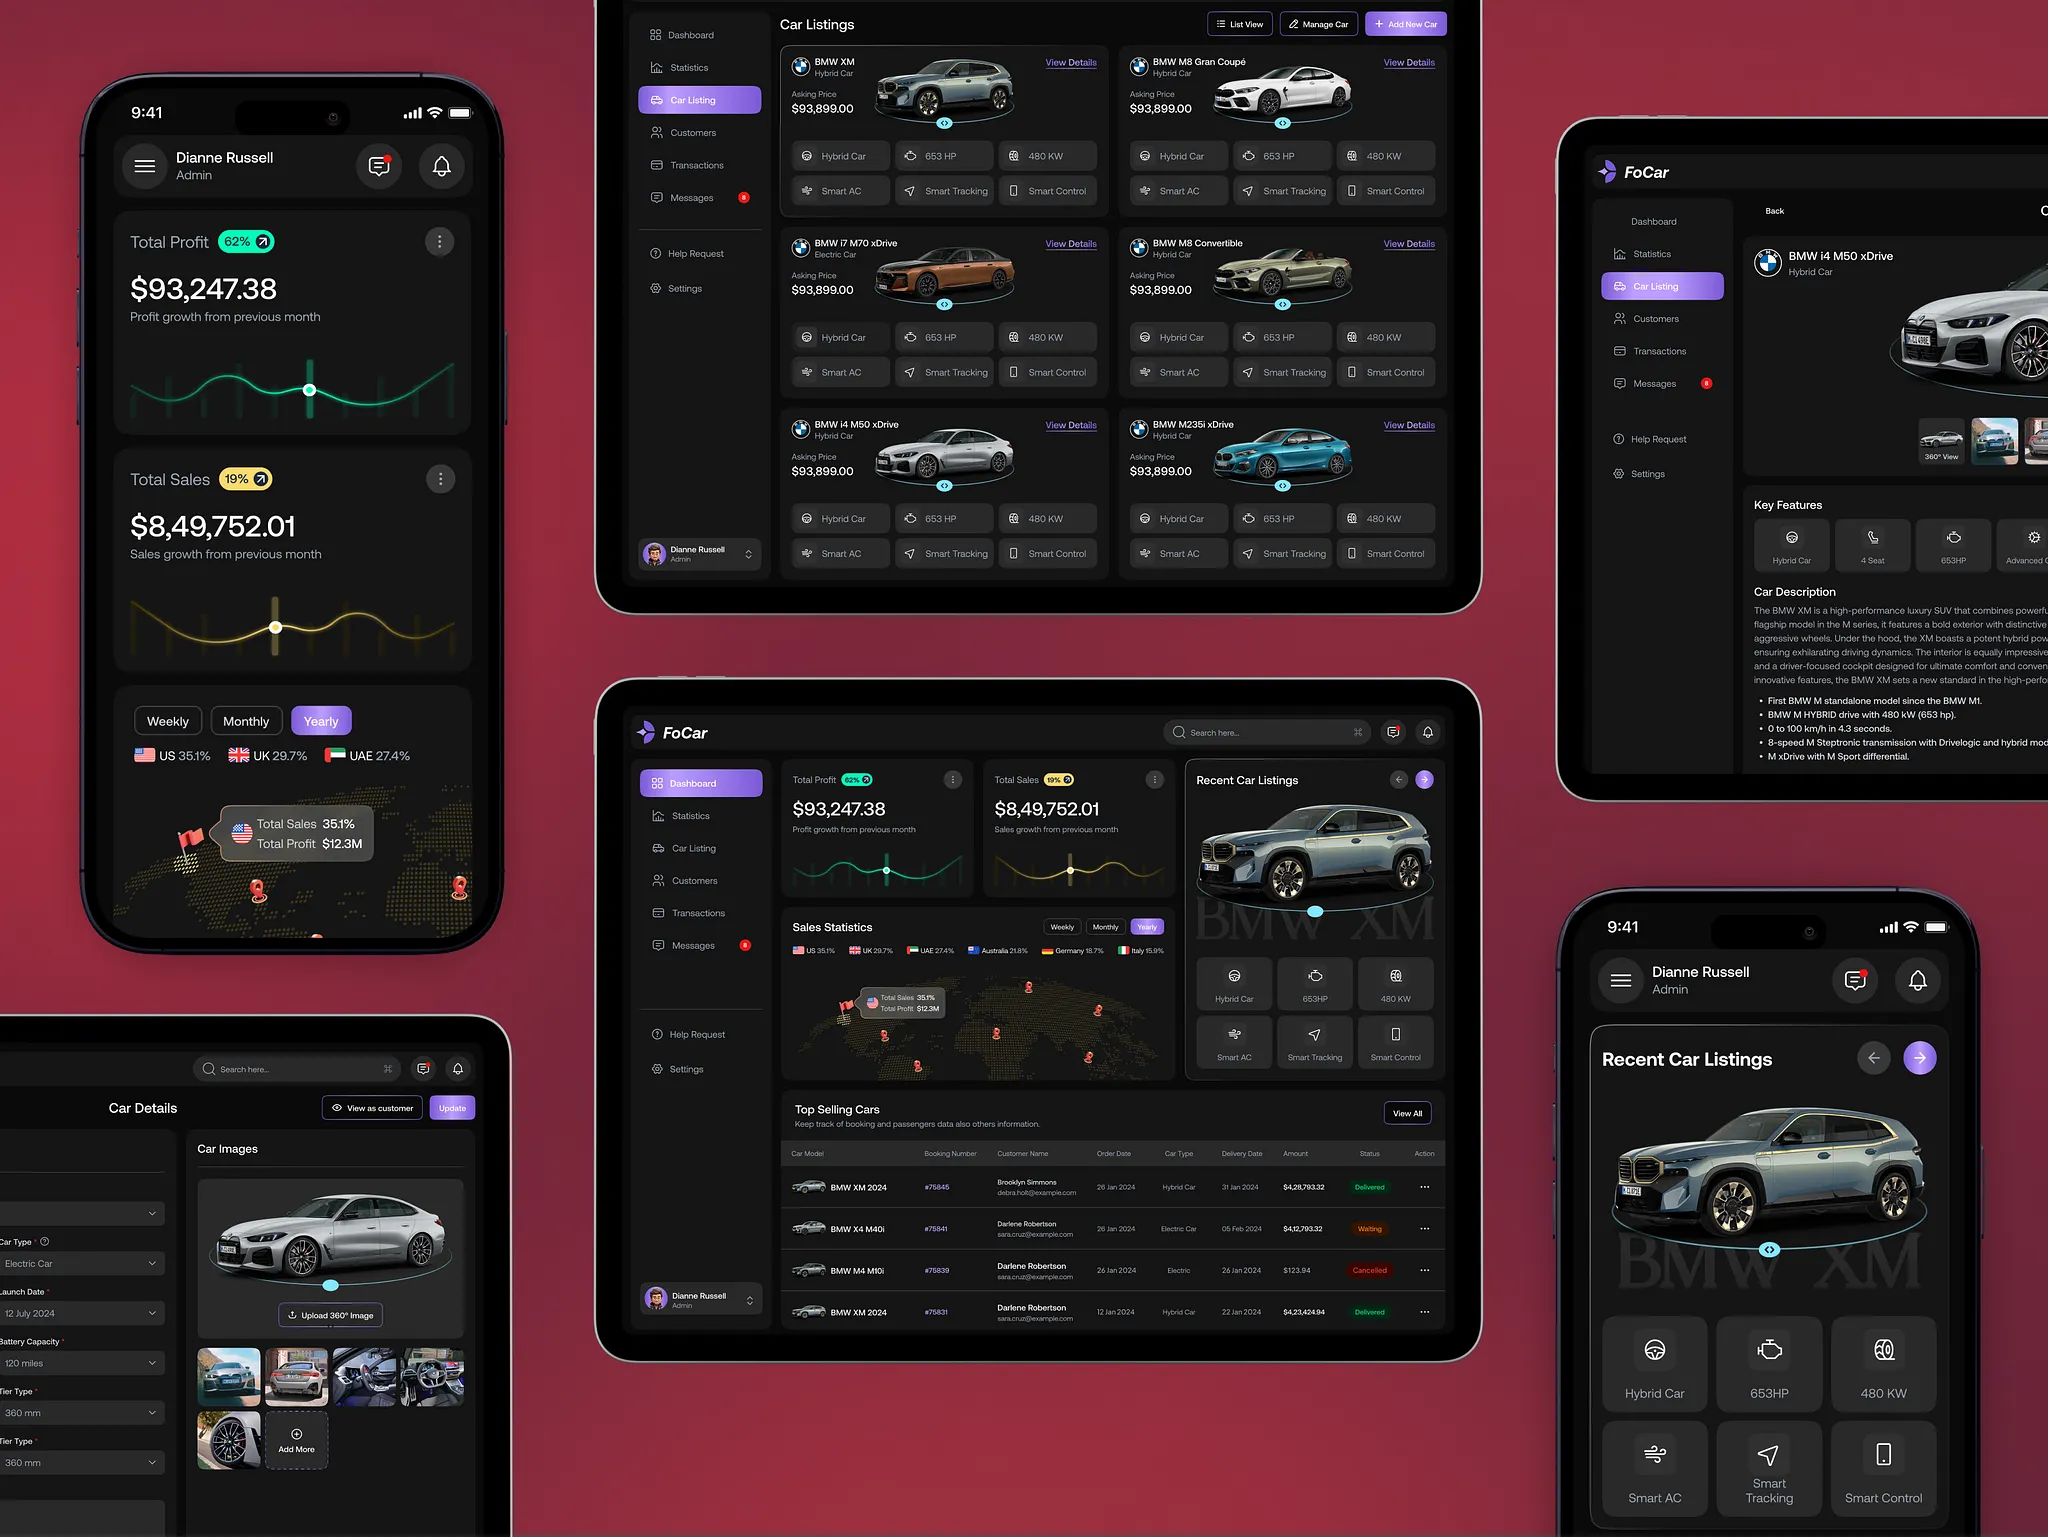 9:41
Dianne Russell
Admin
Total Profit 62%
$93,247.38
Profit growth from previous month
Total Sales 19%
$8,49,752.01
Sales growth from previous month
Weekly Monthly Yearly
US 35.1% UK 29.7% UAE 27.4%
Total Sales 35.1%
Total Profit $12.3M
Car Listings
List View
Manage Car
Add New Car
Dashboard
Statistics
Car Listing
Customers
Transactions
Messages 8
Help Request
Settings
Dianne Russell
Admin
BMW XM
Hybrid Car
View Details
Asking Price
$93,899.00
Hybrid Car 653 HP 480 KW
Smart AC Smart Tracking Smart Control
BMW M8 Gran Coupé
Hybrid Car
View Details
Asking Price
$93,899.00
Hybrid Car 653 HP 480 KW
Smart AC Smart Tracking Smart Control
BMW i7 M70 xDrive
Electric Car
View Details
Asking Price
$93,899.00
Hybrid Car 653 HP 480 KW
Smart AC Smart Tracking Smart Control
BMW M8 Convertible
Hybrid Car
View Details
Asking Price
$93,899.00
Hybrid Car 653 HP 480 KW
Smart AC Smart Tracking Smart Control
BMW i4 M50 xDrive
Hybrid Car
View Details
Asking Price
$93,899.00
Hybrid Car 653 HP 480 KW
Smart AC Smart Tracking Smart Control
BMW M235i xDrive
Hybrid Car
View Details
Asking Price
$93,899.00
Hybrid Car 653 HP 480 KW
Smart AC Smart Tracking Smart Control
FoCar
Dashboard
Statistics
Car Listing
Customers
Transactions
Messages 8
Help Request
Settings
Back
BMW i4 M50 xDrive
Hybrid Car
360° View
Key Features
Hybrid Car 4 Seat 653HP Advanced
Car Description
The BMW XM is a high-performance luxury SUV that combines powerfu
flagship model in the M series, it features a bold exterior with distinctive
aggressive wheels. Under the hood, the XM boasts a potent hybrid pow
ensuring exhilarating driving dynamics. The interior is equally impressive
and a driver-focused cockpit designed for ultimate comfort and conven
innovative features, the BMW XM sets a new standard in the high-perfo
• First BMW M standalone model since the BMW M1.
• BMW M HYBRID drive with 480 kW (653 hp).
• 0 to 100 km/h in 4.3 seconds.
• 8-speed M Steptronic transmission with Drivelogic and hybrid mod
• M xDrive with M Sport differential.
FoCar
Search here...
Dashboard
Statistics
Car Listing
Customers
Transactions
Messages 8
Help Request
Settings
Dianne Russell
Admin
Total Profit 62%
$93,247.38
Profit growth from previous month
Total Sales 19%
$8,49,752.01
Sales growth from previous month
Recent Car Listings
BMW XM
Hybrid Car 653HP 480 KW
Smart AC Smart Tracking Smart Control
Sales Statistics
Weekly Monthly Yearly
US 35.1% UK 29.7% UAE 27.4% Australia 21.8% Germany 18.7% Italy 15.9%
Total Sales 35.1%
Total Profit $12.3M
Top Selling Cars
Keep track of booking and passengers data also others information.
View All
Car Model Booking Number Customer Name Order Date Car Type Delivery Date Amount Status Action
BMW XM 2024 #75845 Brooklyn Simmons debra.holt@example.com 26 Jan 2024 Hybrid Car 31 Jan 2024 $4,28,793.32 Delivered
BMW X4 M40i #75841 Darlene Robertson sara.cruz@example.com 26 Jan 2024 Electric Car 05 Feb 2024 $4,12,793.32 Waiting
BMW M4 M10i #75839 Darlene Robertson sara.cruz@example.com 26 Jan 2024 Electric 26 Jan 2024 $123.94 Cancelled
BMW XM 2024 #75831 Darlene Robertson sara.cruz@example.com 12 Jan 2024 Hybrid Car 22 Jan 2024 $4,23,424.94 Delivered
Search here...
Car Details
View as customer
Update
Car Type *
Electric Car
Launch Date *
12 July 2024
Battery Capacity *
120 miles
Tier Type *
360 mm
Tier Type *
360 mm
Car Images
Upload 360° Image
Add More
9:41
Dianne Russell
Admin
Recent Car Listings
BMW XM
Hybrid Car 653HP 480 KW
Smart AC
Smart
Tracking
Smart Control